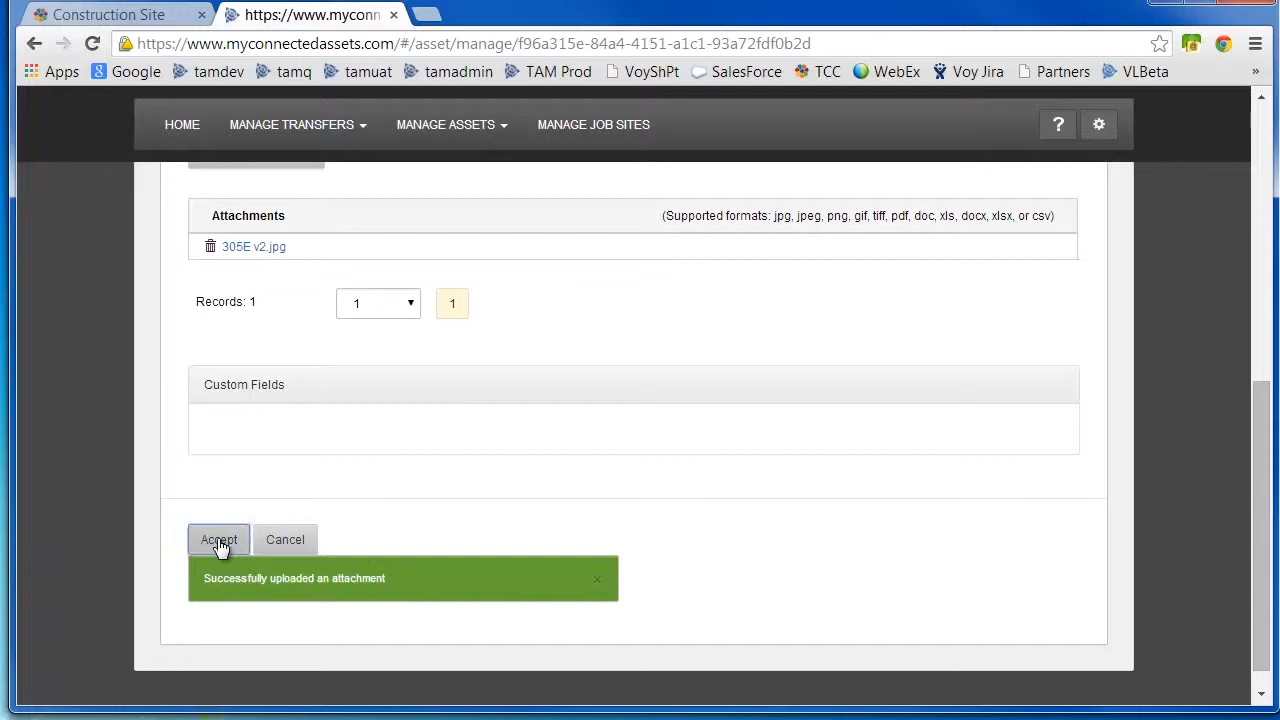 Construction Site × https://www.myconn ×
https://www.myconnectedassets.com/#/asset/manage/f96a315e-84a4-4151-a1c1-93a72fdf0b2d
Apps Google tamdev tamq tamuat tamadmin TAM Prod VoyShPt SalesForce TCC WebEx Voy Jira Partners VLBeta »
HOME MANAGE TRANSFERS MANAGE ASSETS MANAGE JOB SITES ?
Attachments (Supported formats: jpg, jpeg, png, gif, tiff, pdf, doc, xls, docx, xlsx, or csv)
305E v2.jpg
Records: 1 1 1
Custom Fields
Accept Cancel
Successfully uploaded an attachment ×